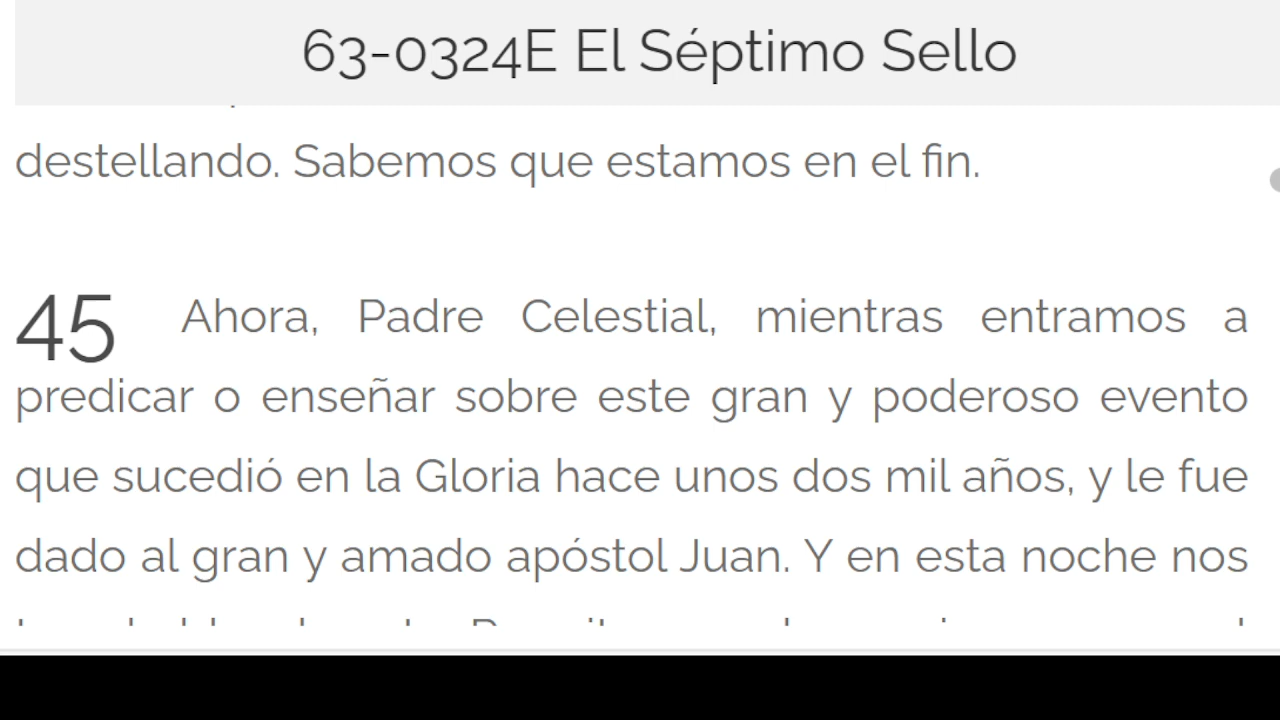 63-0324E El Séptimo Sello
destellando. Sabemos que estamos en el fin.
45 Ahora, Padre Celestial, mientras entramos a
predicar o enseñar sobre este gran y poderoso evento
que sucedió en la Gloria hace unos dos mil años, y le fue
dado al gran y amado apóstol Juan. Y en esta noche nos